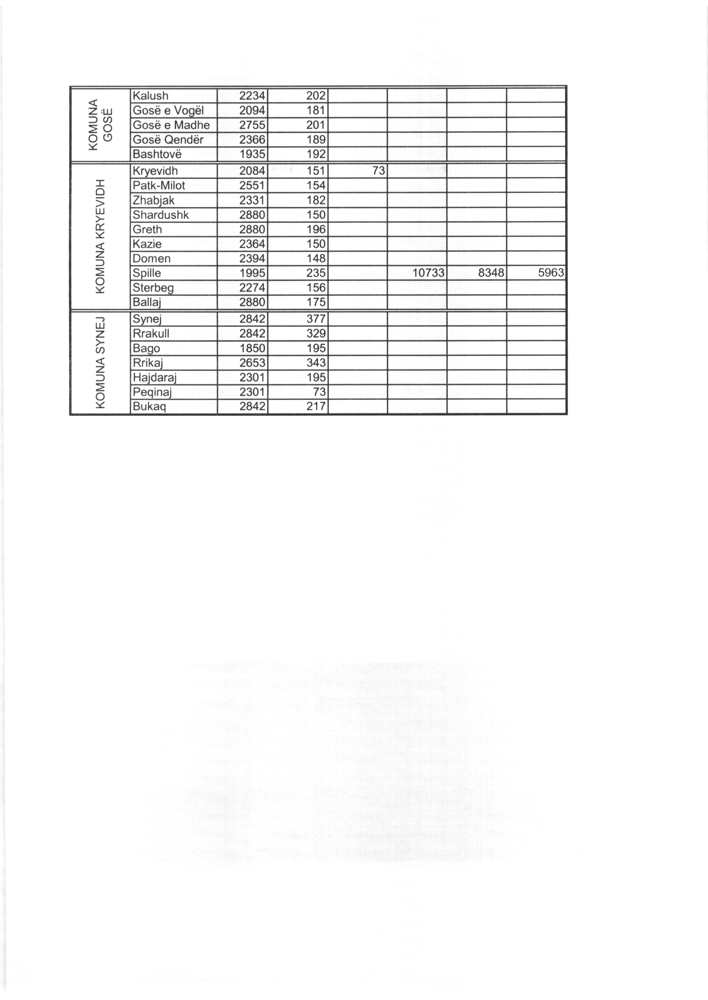 KOMUNA
GOSË
Kalush 2234 202
Gosë e Vogël 2094 181
Gosë e Madhe 2755 201
Gosë Qendër 2366 189
Bashtovë 1935 192
KOMUNA KRYEVIDH
Kryevidh 2084 151 73
Patk-Milot 2551 154
Zhabjak 2331 182
Shardushk 2880 150
Greth 2880 196
Kazie 2364 150
Domen 2394 148
Spille 1995 235 10733 8348 5963
Sterbeg 2274 156
Ballaj 2880 175
KOMUNA SYNEJ
Synej 2842 377
Rrakull 2842 329
Bago 1850 195
Rrikaj 2653 343
Hajdaraj 2301 195
Peqinaj 2301 73
Bukaq 2842 217